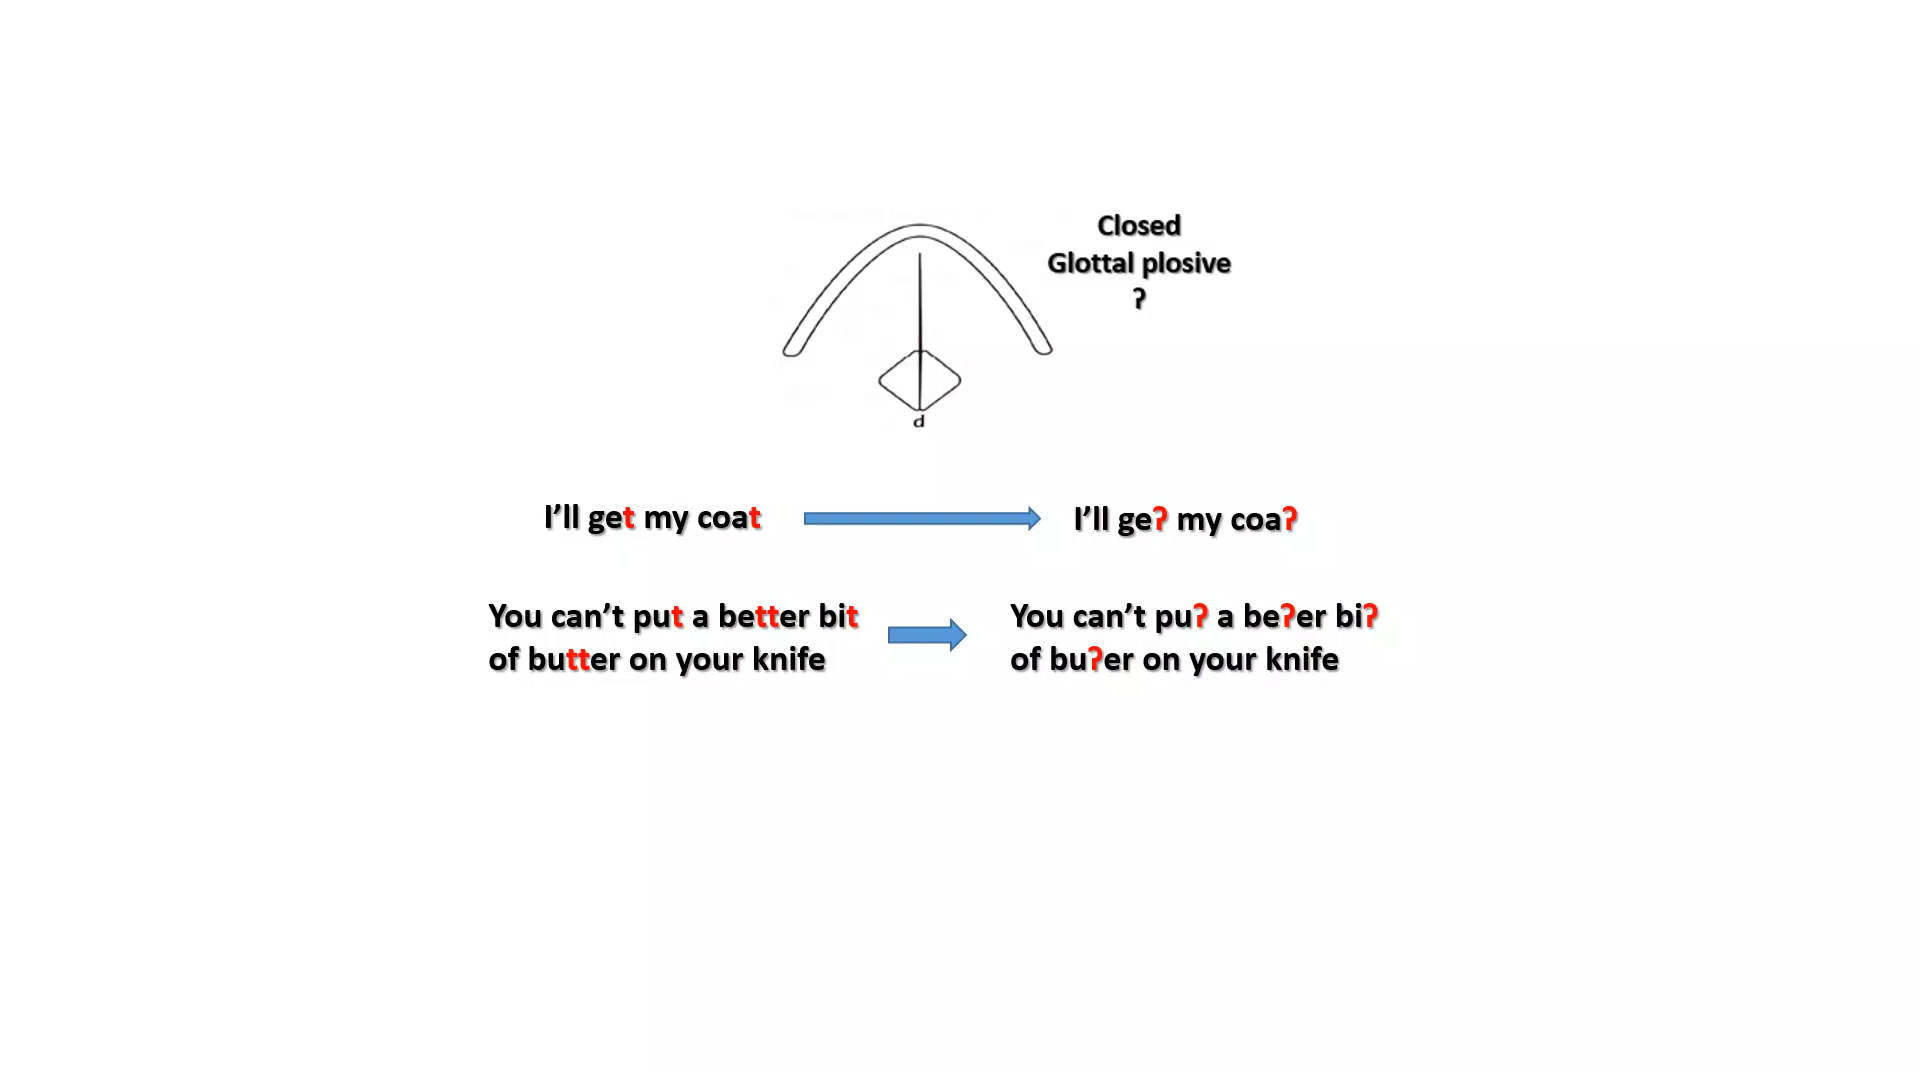 Closed
Glottal plosive
ʔ
d
I’ll get my coat
I’ll geʔ my coaʔ
You can’t put a better bit
of butter on your knife
You can’t puʔ a beʔer biʔ
of buʔer on your knife